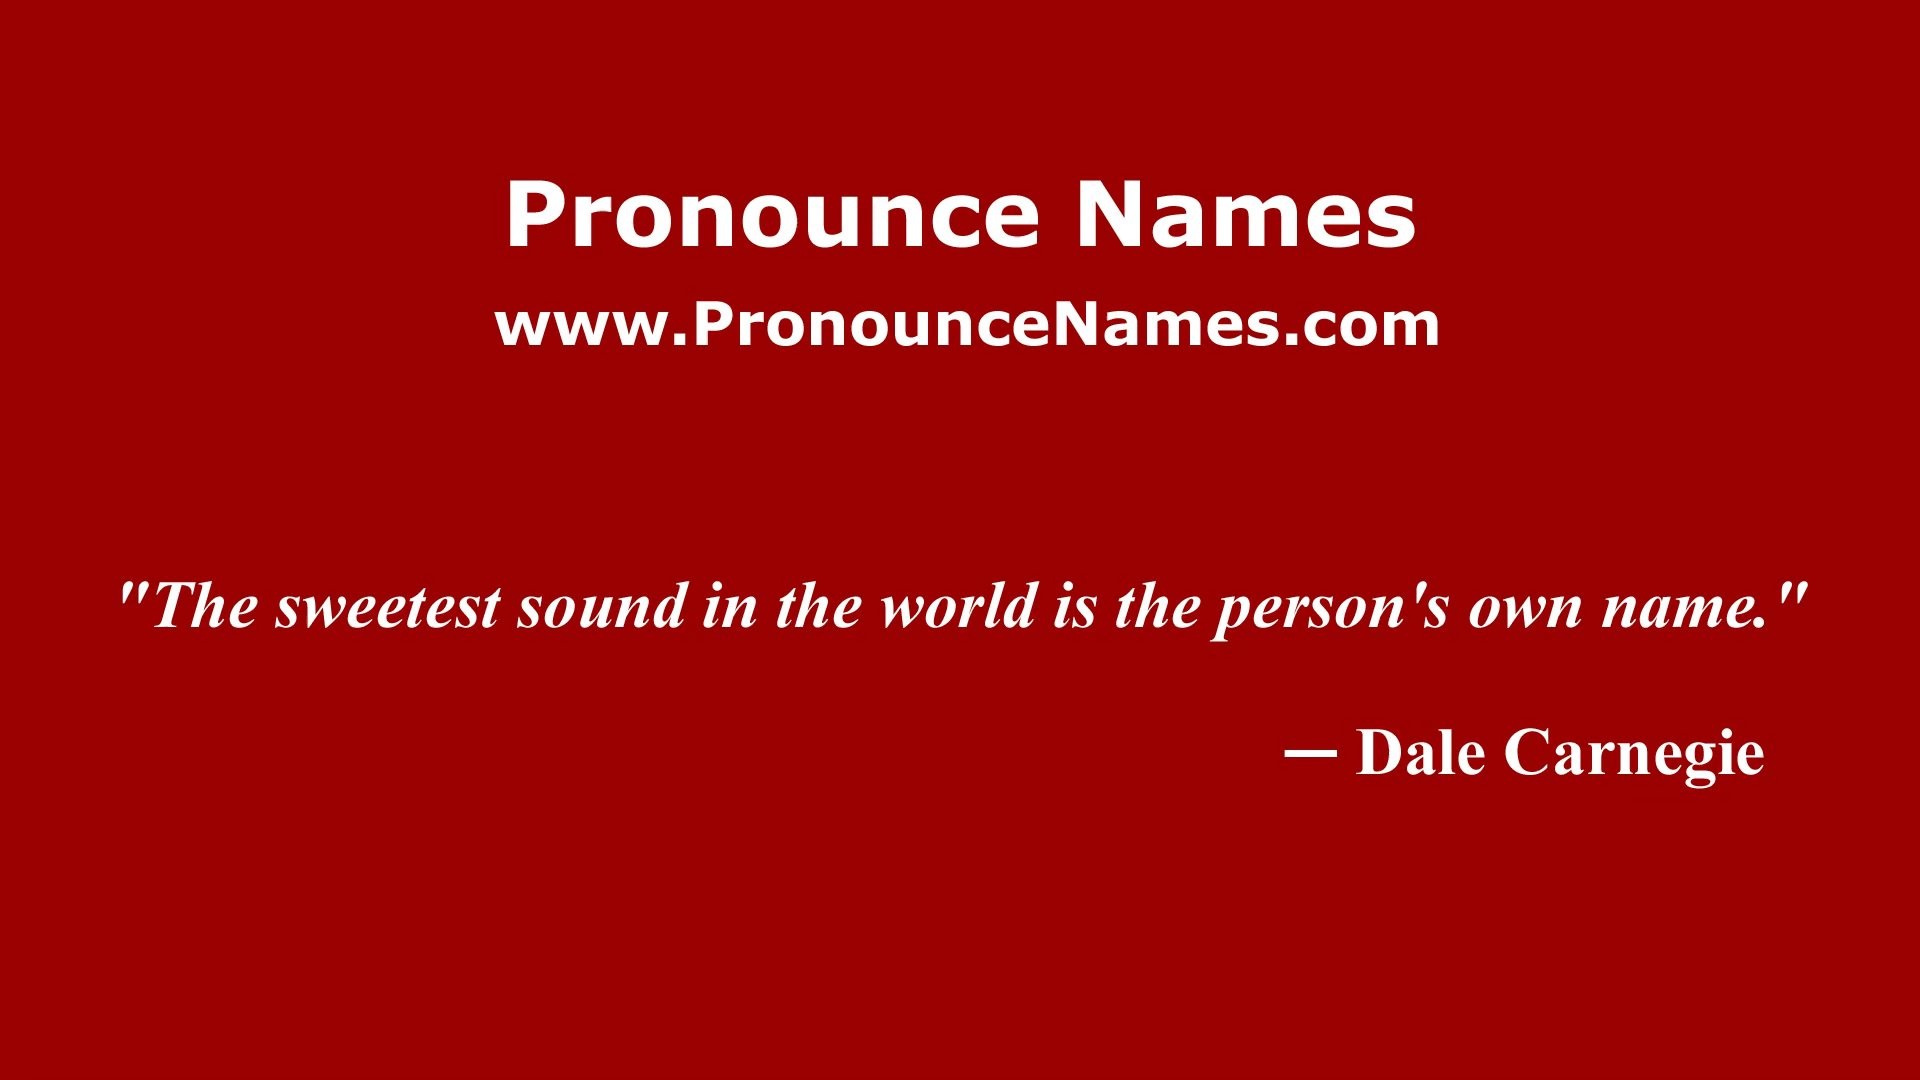 Pronounce Names
www.PronounceNames.com
"The sweetest sound in the world is the person's own name."
— Dale Carnegie